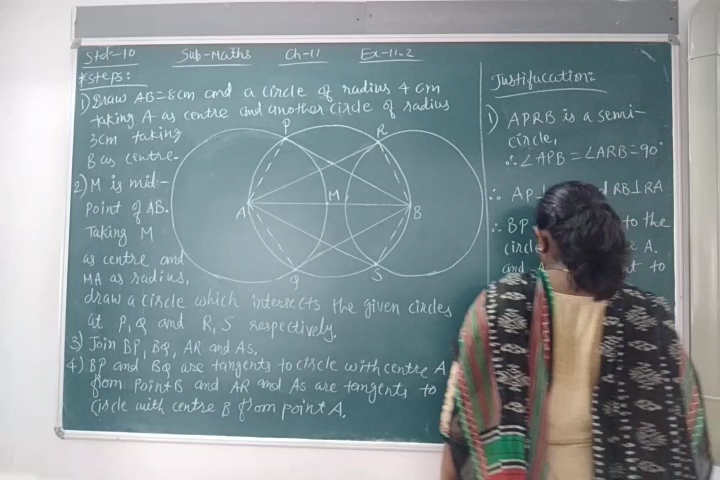 Std:-10 Sub-Maths Ch-11 Ex-11.2
*Steps:
1) Draw AB=8cm and a circle of radius 4 cm
taking A as centre and another circle of radius
3cm taking
B as centre.
2) M is mid-
Point of AB.
Taking M
as centre and
MA as radius,
draw a circle which intersects the given circles
at P, Q and R, S respectively.
3) Join BP, BQ, AR and AS.
4) BP and BQ are tangents to circle with centre A
from Point B and AR and AS are tangents to
Circle with centre B from point A.
P R
A M B
Q S
Justifucation:
1) APRB is a semi-
circle,
∴ ∠APB = ∠ARB = 90°
∴ AP RB⊥RA
∴ BP to the
circle A.
and to